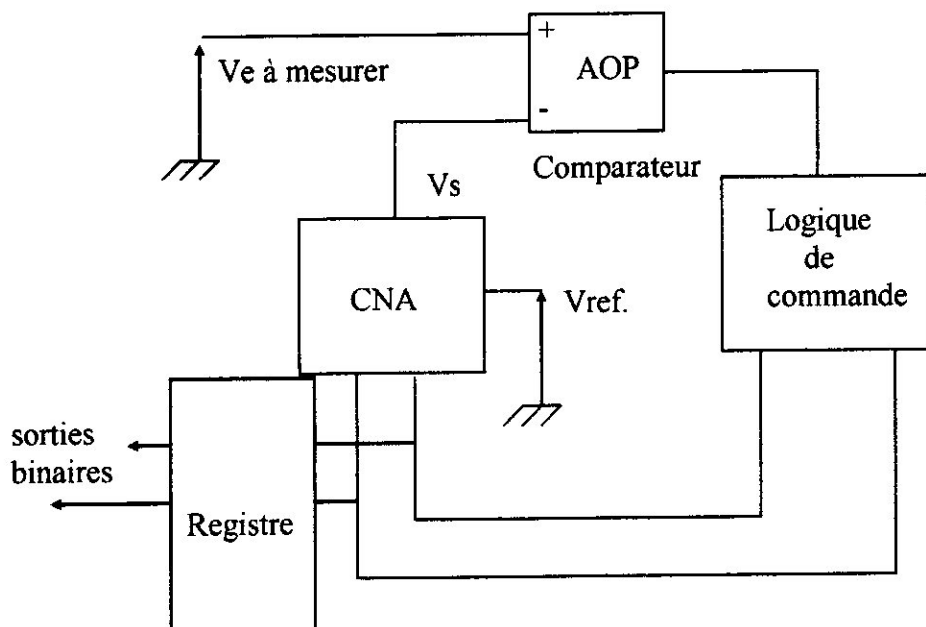 +
AOP
-
Ve à mesurer
Comparateur
Vs
Logique
de
commande
CNA
Vref.
sorties
binaires
Registre